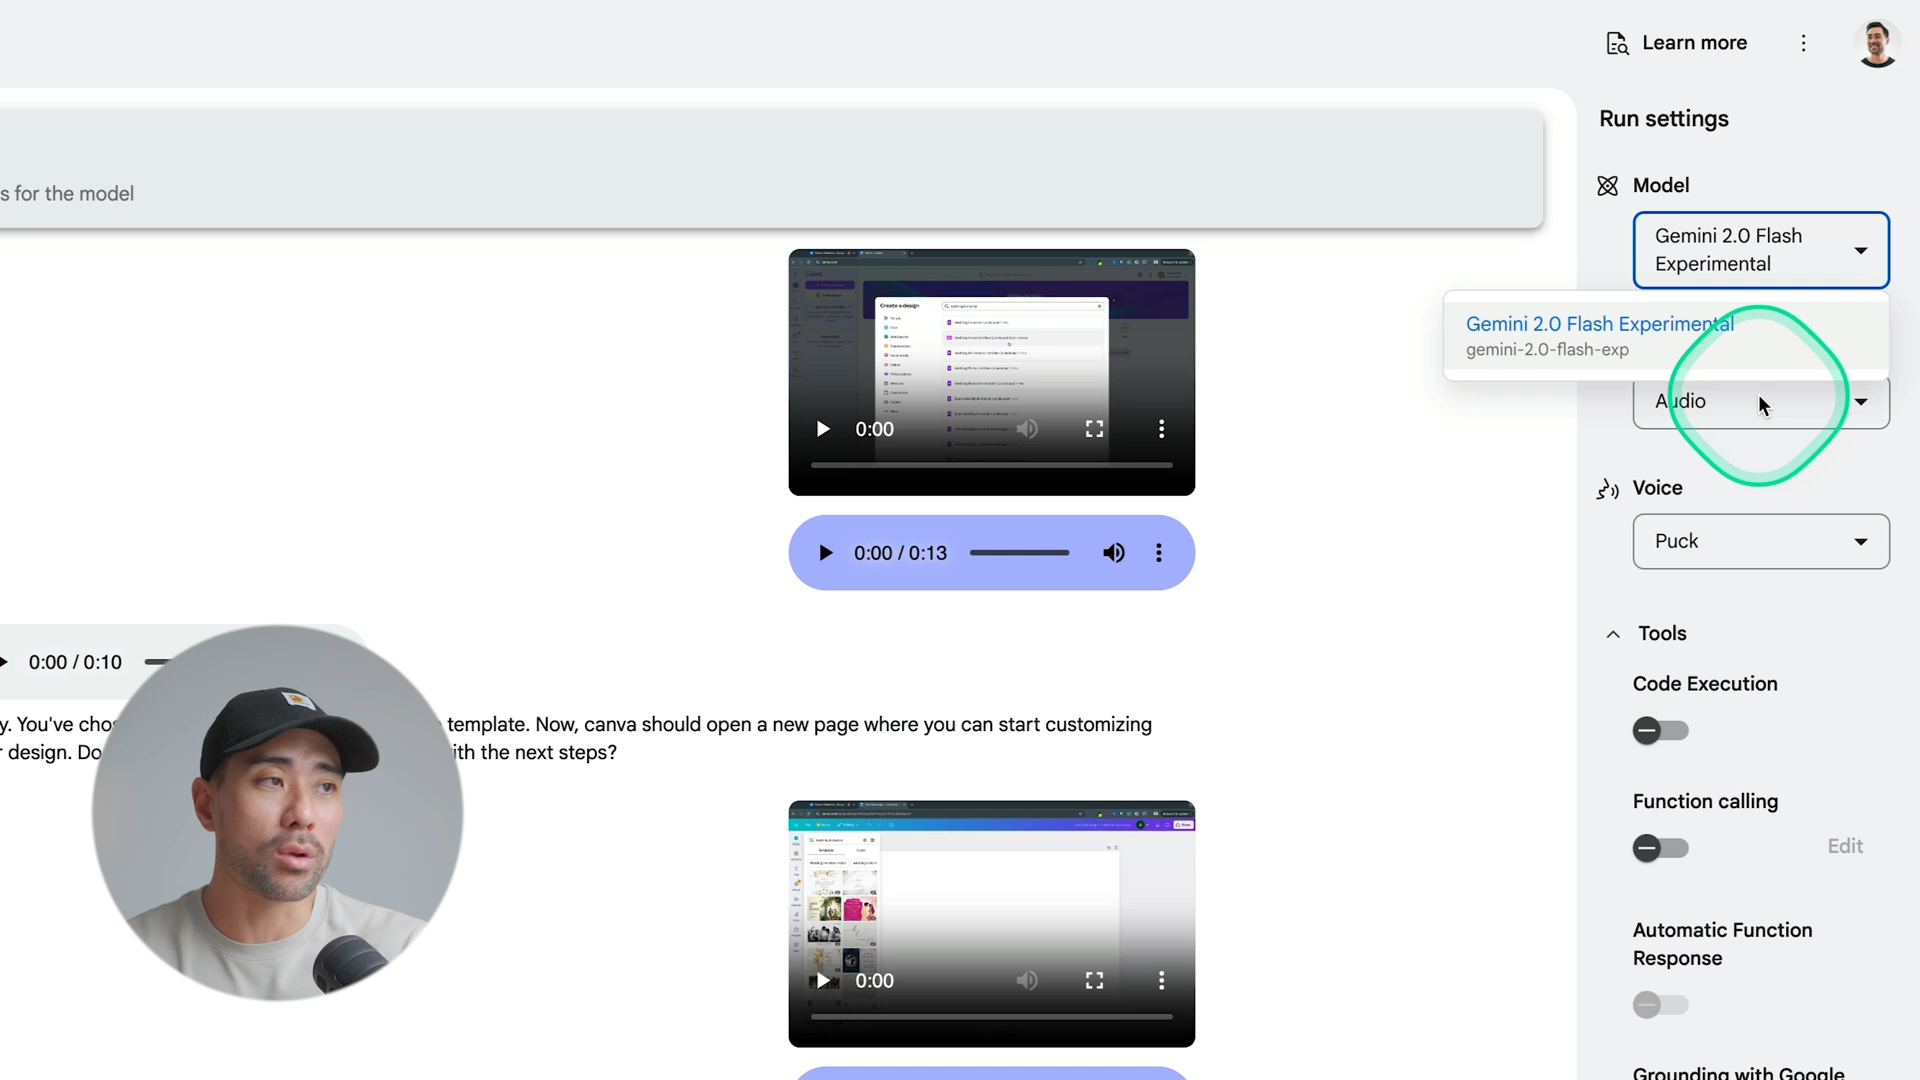 Learn more
Run settings
s for the model
Model
Gemini 2.0 Flash
Experimental
Gemini 2.0 Flash Experimental
gemini-2.0-flash-exp
Audio
Create a design
0:00
Voice
Puck
0:00 / 0:13
Tools
0:00 / 0:10
Code Execution
y. You've cho
template. Now, canva should open a new page where you can start customizing
r design. Do
ith the next steps?
Function calling
Edit
Automatic Function
Response
0:00
Grounding with Google